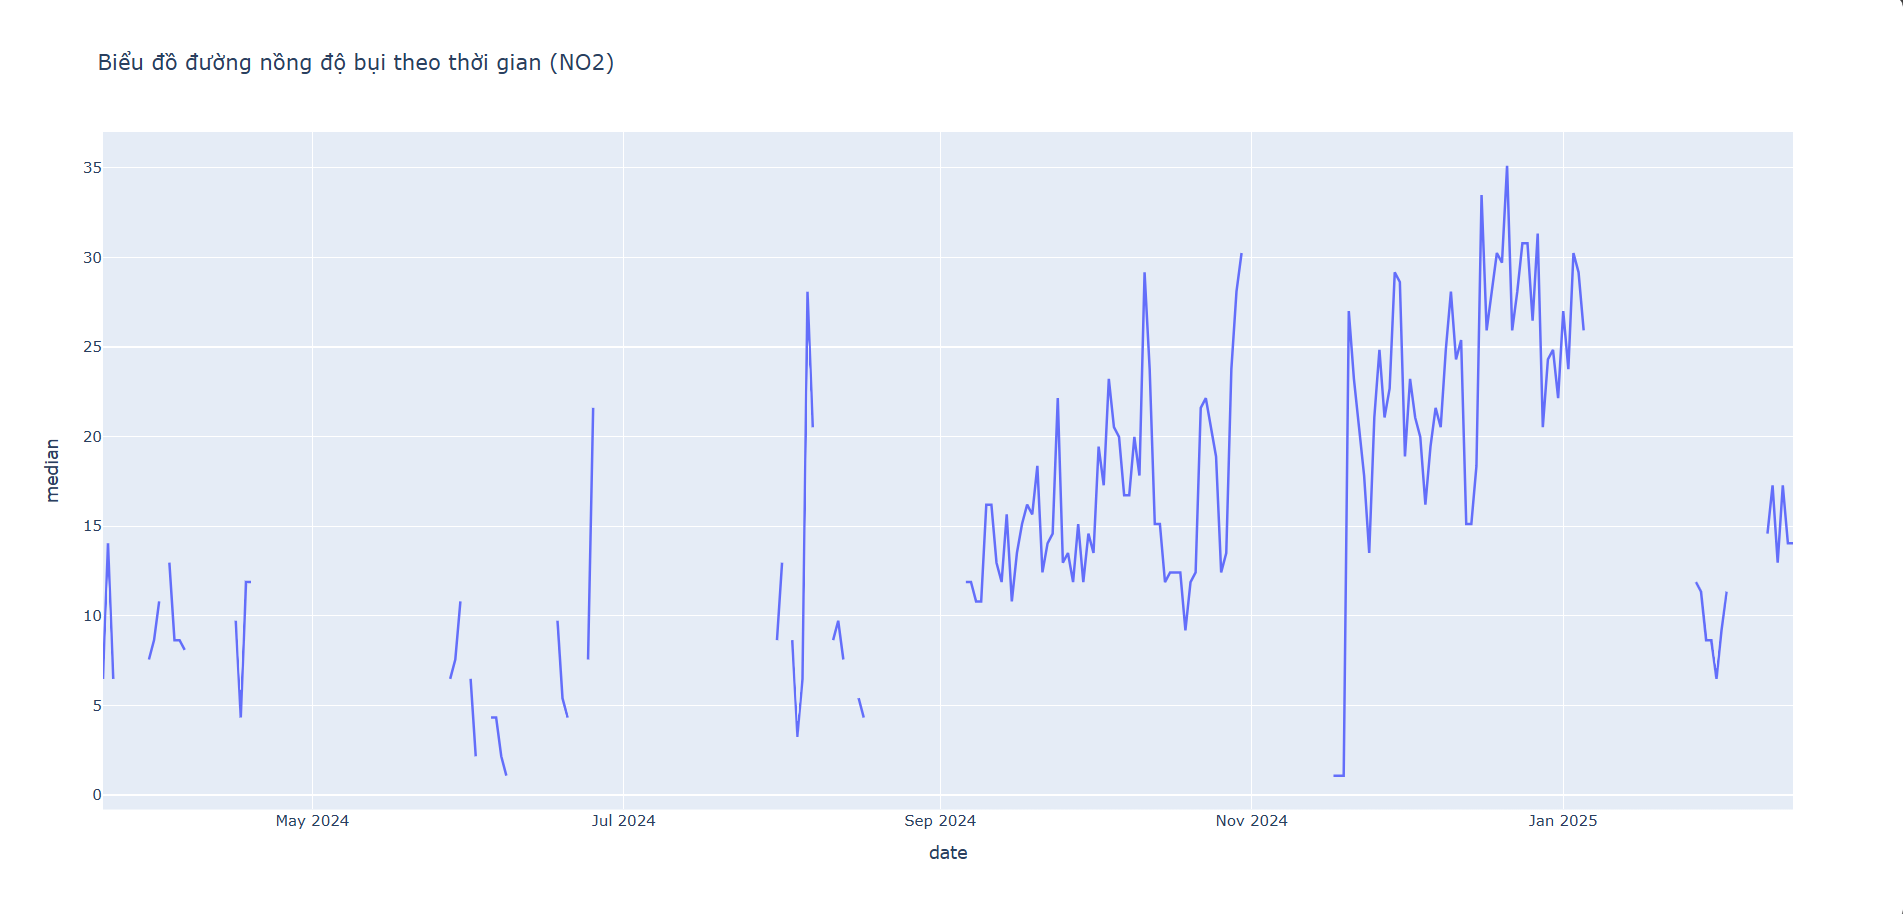 Biểu đồ đường nồng độ bụi theo thời gian (NO2)
35
30
25
20
15
10
5
0
median
May 2024
Jul 2024
Sep 2024
Nov 2024
Jan 2025
date